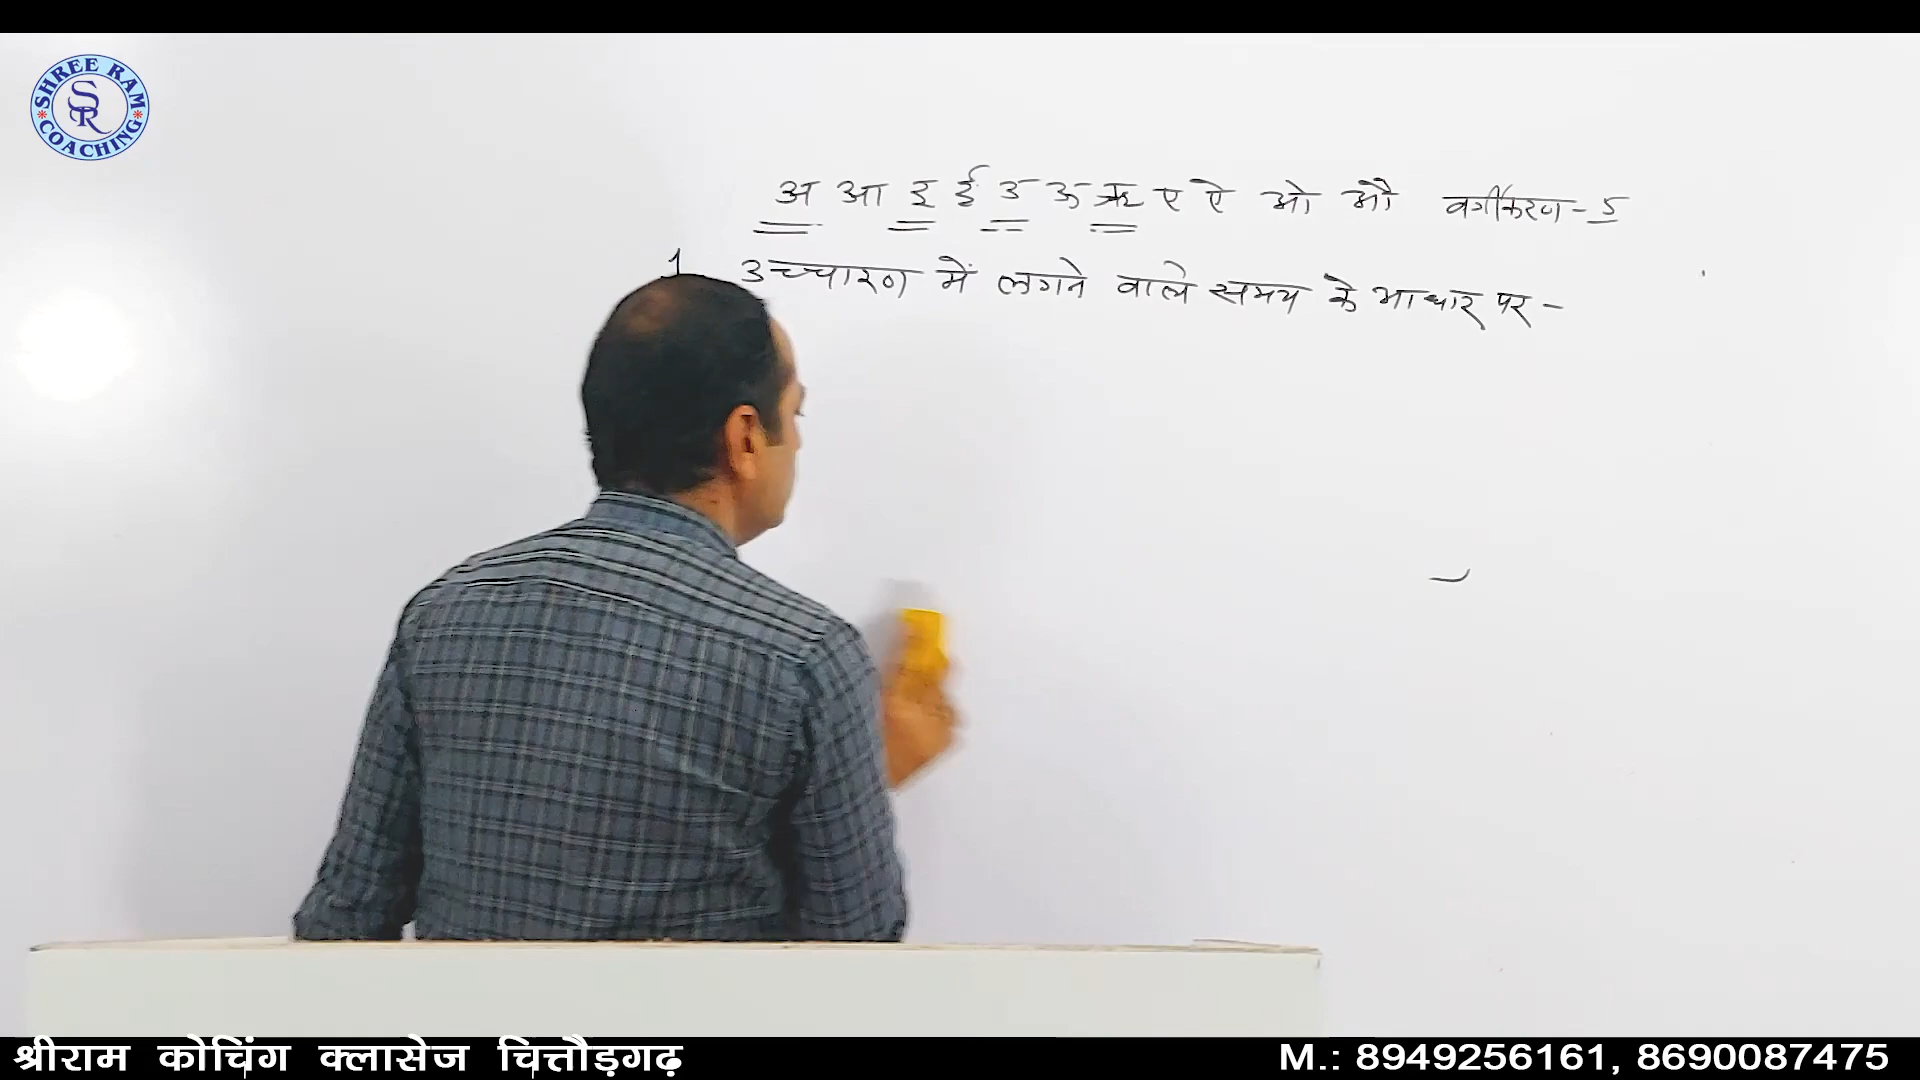 SHREE RAM COACHING
SR
अ आ इ ई उ ऊ ऋ ए ऐ ओ औ वर्गीकरण - 5
1 उच्चारण में लगने वाले समय के आधार पर -
श्रीराम कोचिंग क्लासेज चित्तौड़गढ़
M.: 8949256161, 8690087475